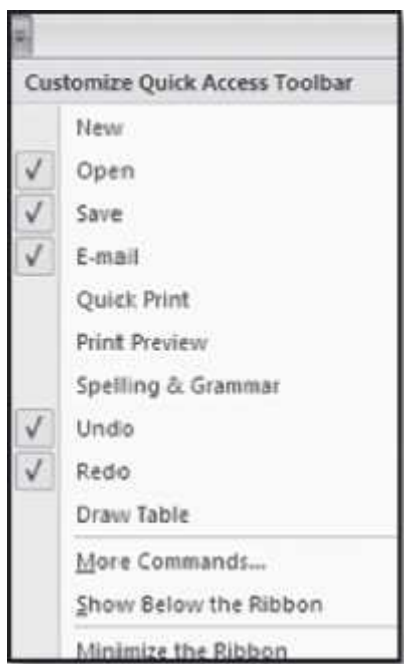 Customize Quick Access Toolbar
New
Open
Save
E-mail
Quick Print
Print Preview
Spelling & Grammar
Undo
Redo
Draw Table
More Commands...
Show Below the Ribbon
Minimize the Ribbon